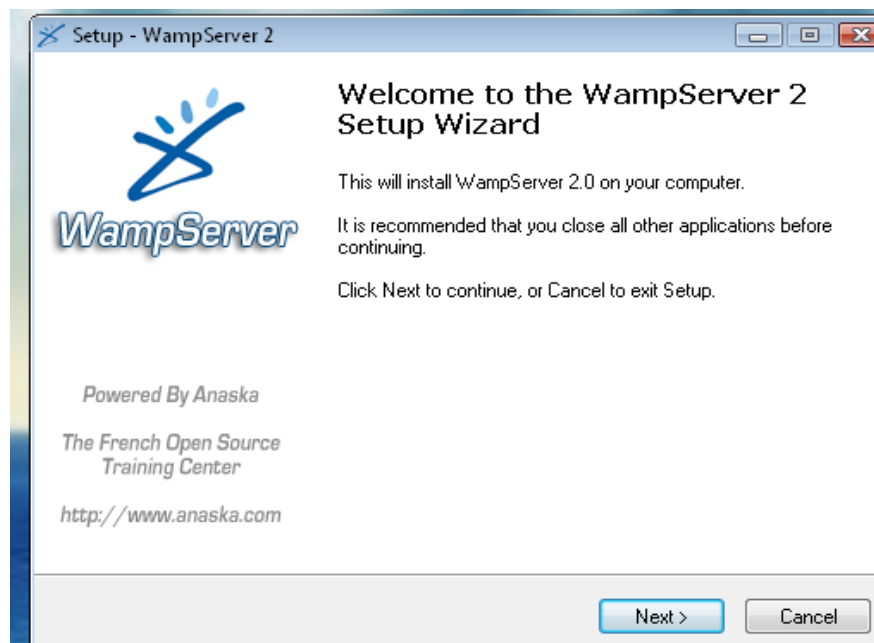 Setup - WampServer 2
WampServer
Welcome to the WampServer 2
Setup Wizard
This will install WampServer 2.0 on your computer.
It is recommended that you close all other applications before
continuing.
Click Next to continue, or Cancel to exit Setup.
Powered By Anaska
The French Open Source
Training Center
http://www.anaska.com
Next >
Cancel